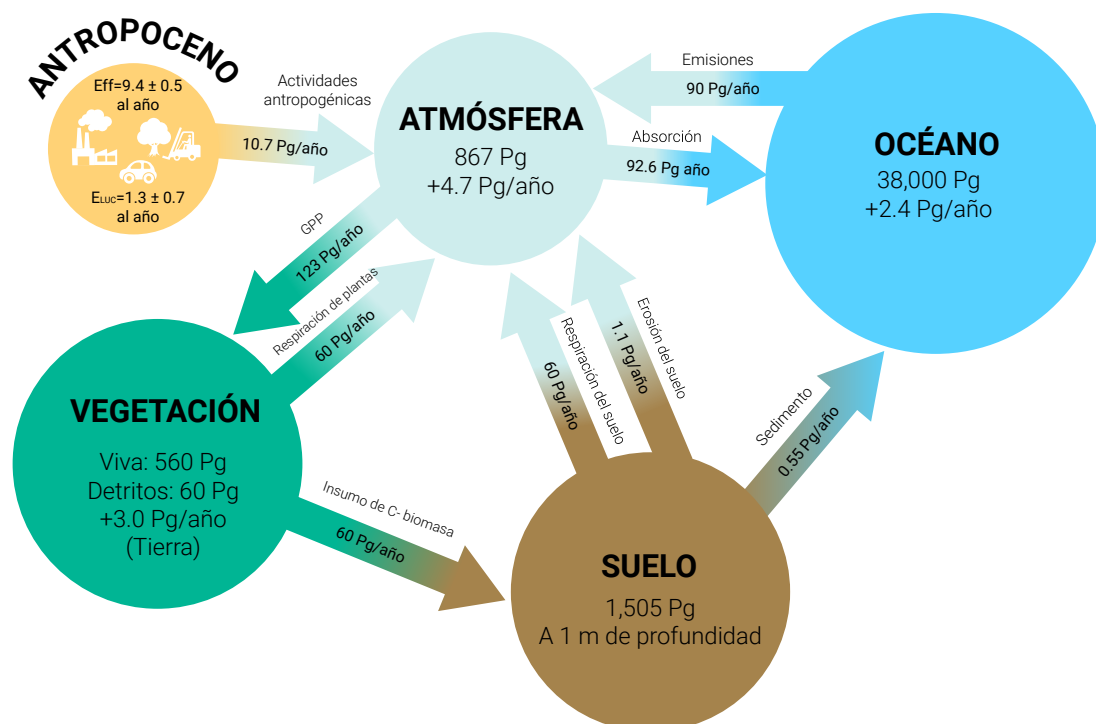 ANTROPOCENO
Eff=9.4 ± 0.5
al año
ELUC=1.3 ± 0.7
al año
Actividades
antropogénicas
10.7 Pg/año
ATMÓSFERA
867 Pg
+4.7 Pg/año
Emisiones
90 Pg/año
Absorción
92.6 Pg año
OCÉANO
38,000 Pg
+2.4 Pg/año
GPP
123 Pg/año
Respiración de plantas
60 Pg/año
VEGETACIÓN
Viva: 560 Pg
Detritos: 60 Pg
+3.0 Pg/año
(Tierra)
Insumo de C- biomasa
60 Pg/año
Respiración del suelo
60 Pg/año
Erosión del suelo
1.1 Pg/año
Sedimento
0.55 Pg/año
SUELO
1,505 Pg
A 1 m de profundidad